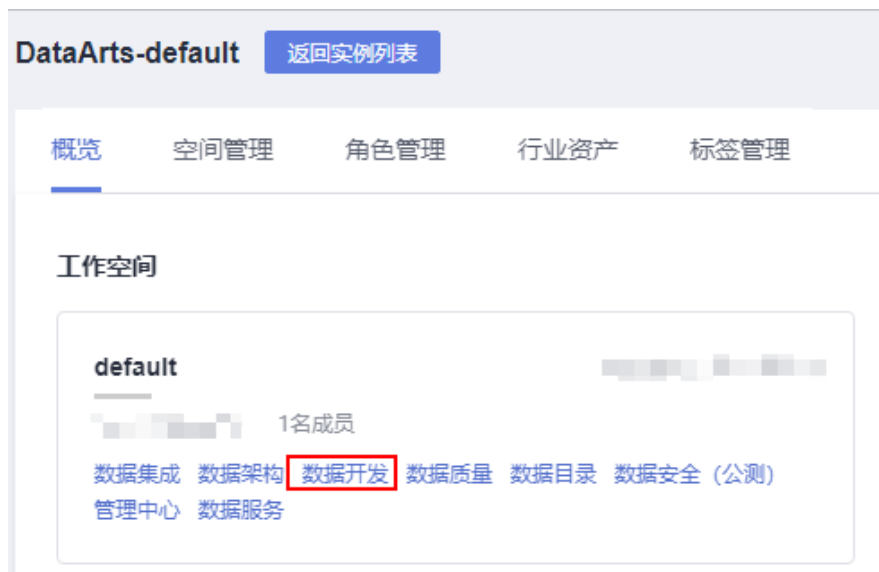 DataArts-default 返回实例列表
概览 空间管理 角色管理 行业资产 标签管理
工作空间
default
1名成员
数据集成 数据架构 数据开发 数据质量 数据目录 数据安全 (公测)
管理中心 数据服务